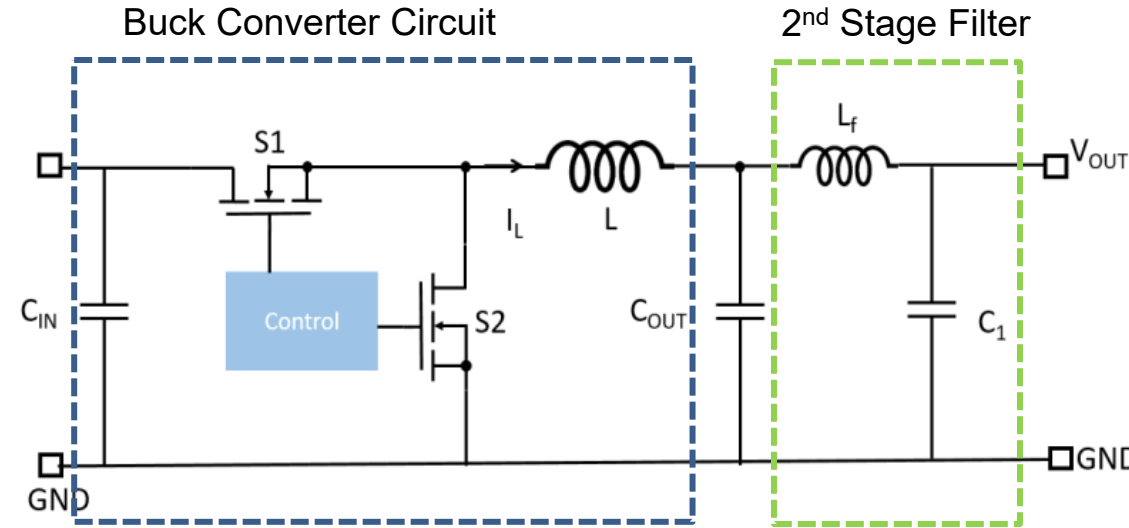 Buck Converter Circuit
2nd Stage Filter
S1
Lf
VOUT
IL
L
CIN
Control
S2
COUT
C1
GND
GND